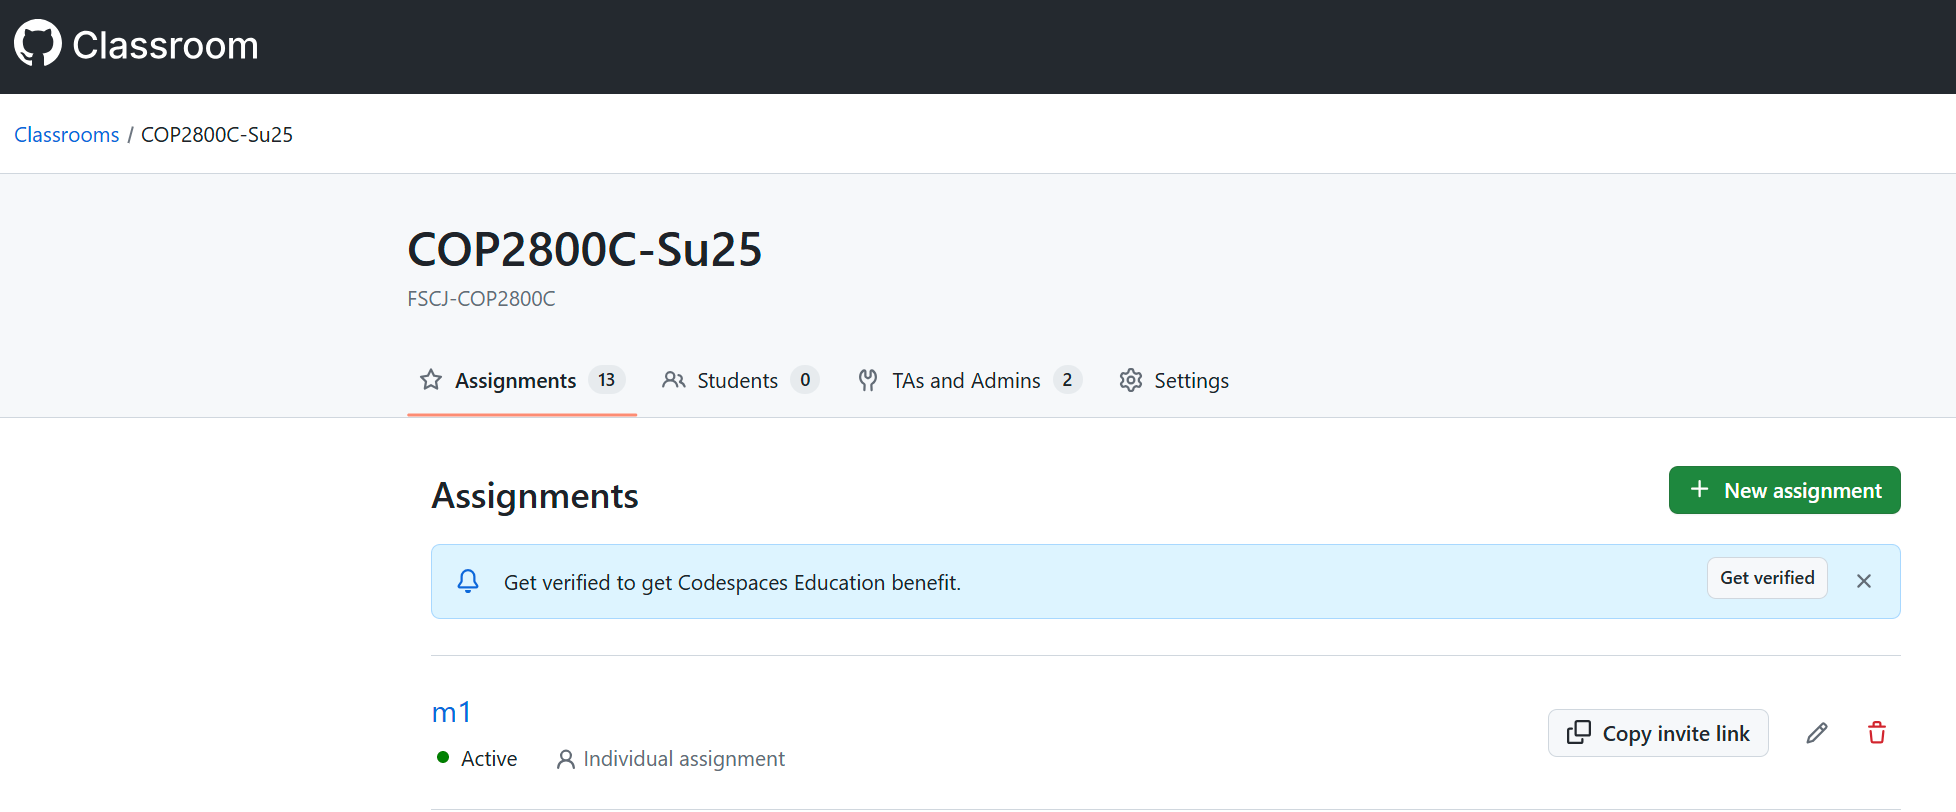 Classroom
Classrooms / COP2800C-Su25
COP2800C-Su25
FSCJ-COP2800C
Assignments 13 Students 0 TAs and Admins 2 Settings
Assignments
+ New assignment
Get verified to get Codespaces Education benefit.
Get verified
m1
Active Individual assignment
Copy invite link